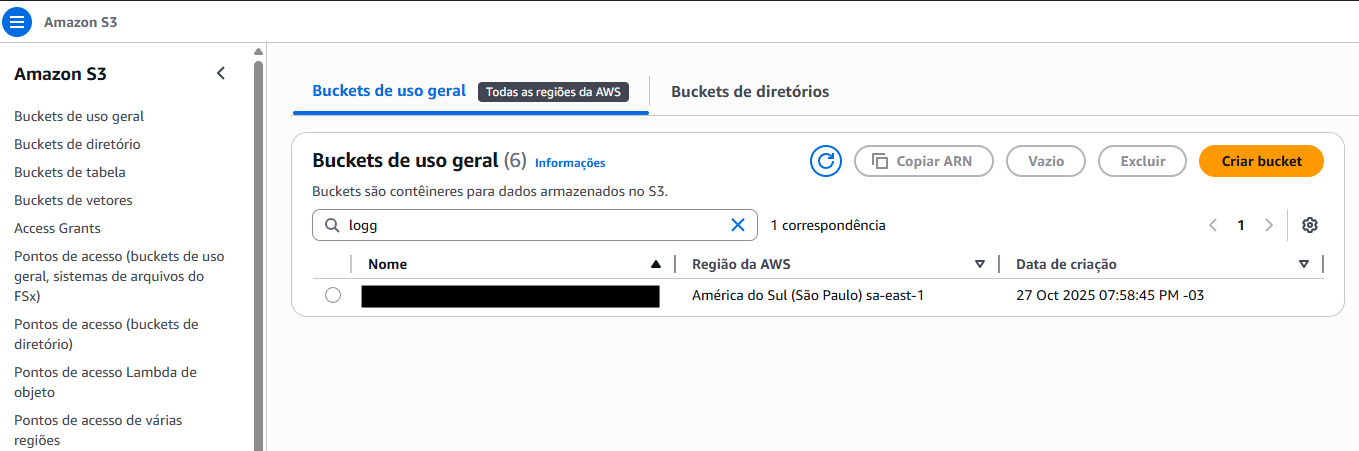 Amazon S3
Amazon S3
Buckets de uso geral
Buckets de diretório
Buckets de tabela
Buckets de vetores
Access Grants
Pontos de acesso (buckets de uso
geral, sistemas de arquivos do
FSx)
Pontos de acesso (buckets de
diretório)
Pontos de acesso Lambda de
objeto
Pontos de acesso de várias
regiões
Buckets de uso geral Todas as regiões da AWS Buckets de diretórios
Buckets de uso geral (6) Informações Copiar ARN Vazio Excluir Criar bucket
Buckets são contêineres para dados armazenados no S3.
logg 1 correspondência 1
Nome Região da AWS Data de criação
América do Sul (São Paulo) sa-east-1 27 Oct 2025 07:58:45 PM -03